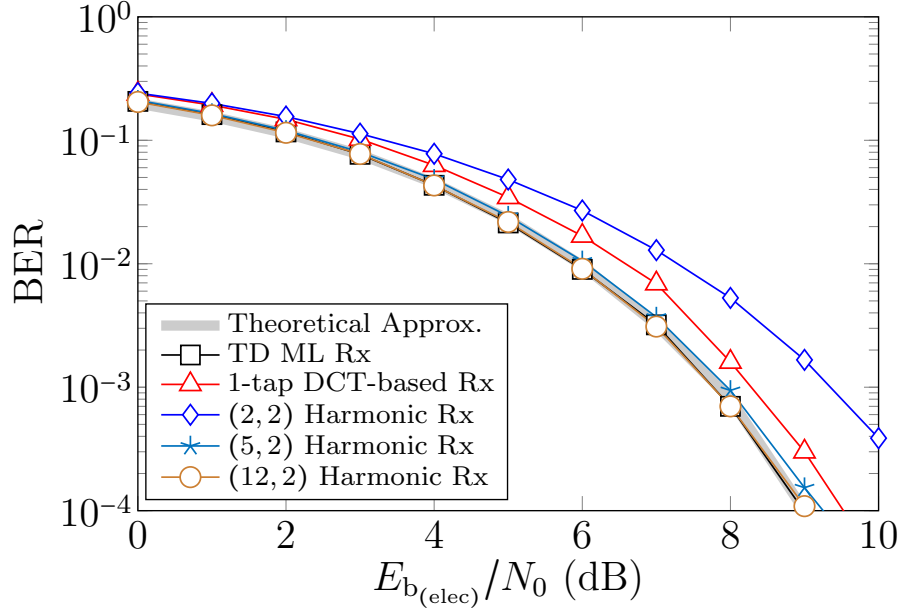 10^0
10^-1
10^-2
10^-3
10^-4
BER
Theoretical Approx.
TD ML Rx
1-tap DCT-based Rx
(2, 2) Harmonic Rx
(5, 2) Harmonic Rx
(12, 2) Harmonic Rx
0 2 4 6 8 10
E_b(elec)/N_0 (dB)